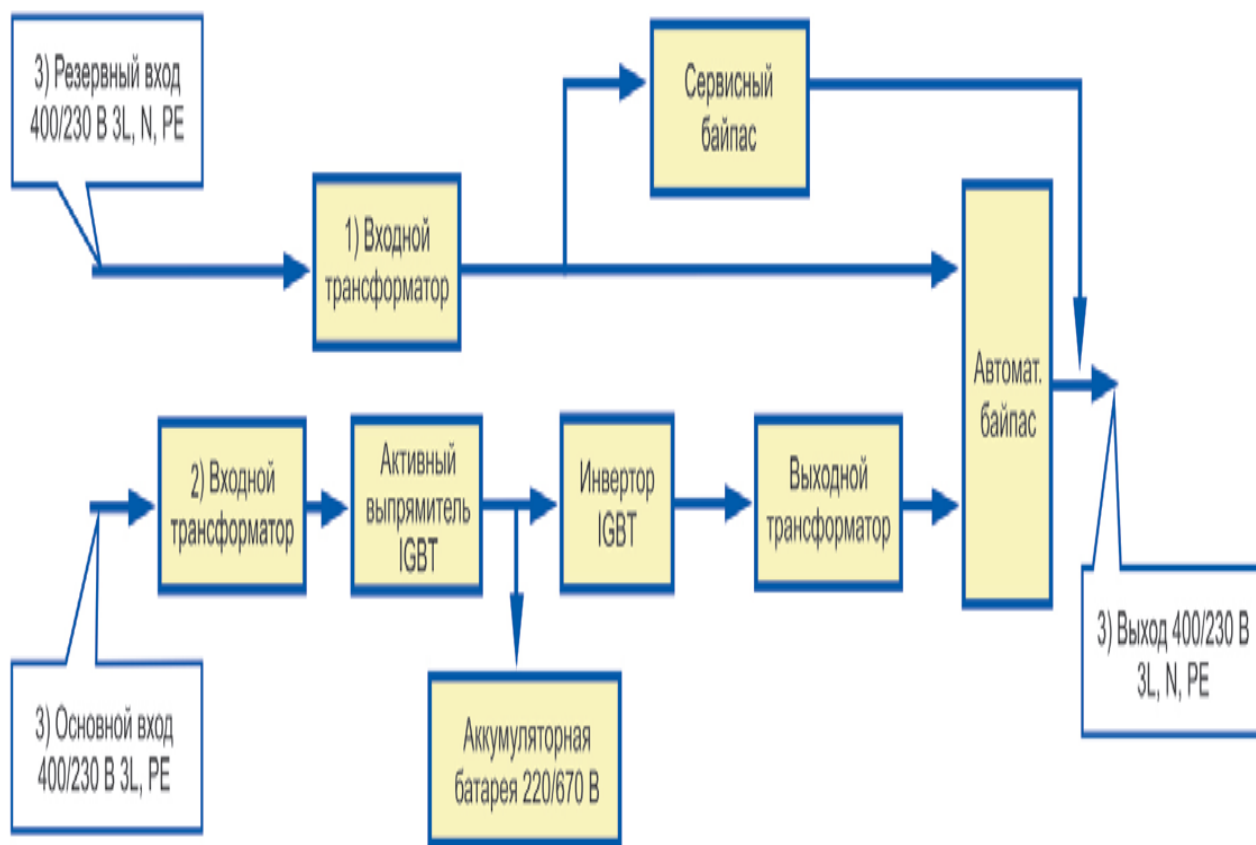 3) Резервный вход
400/230 В 3L, N, PE
Сервисный
байпас
1) Входной
трансформатор
Автомат.
байпас
2) Входной
трансформатор
Активный
выпрямитель
IGBT
Инвертор
IGBT
Выходной
трансформатор
3) Основной вход
400/230 В 3L, PE
Аккумуляторная
батарея 220/670 В
3) Выход 400/230 В
3L, N, PE